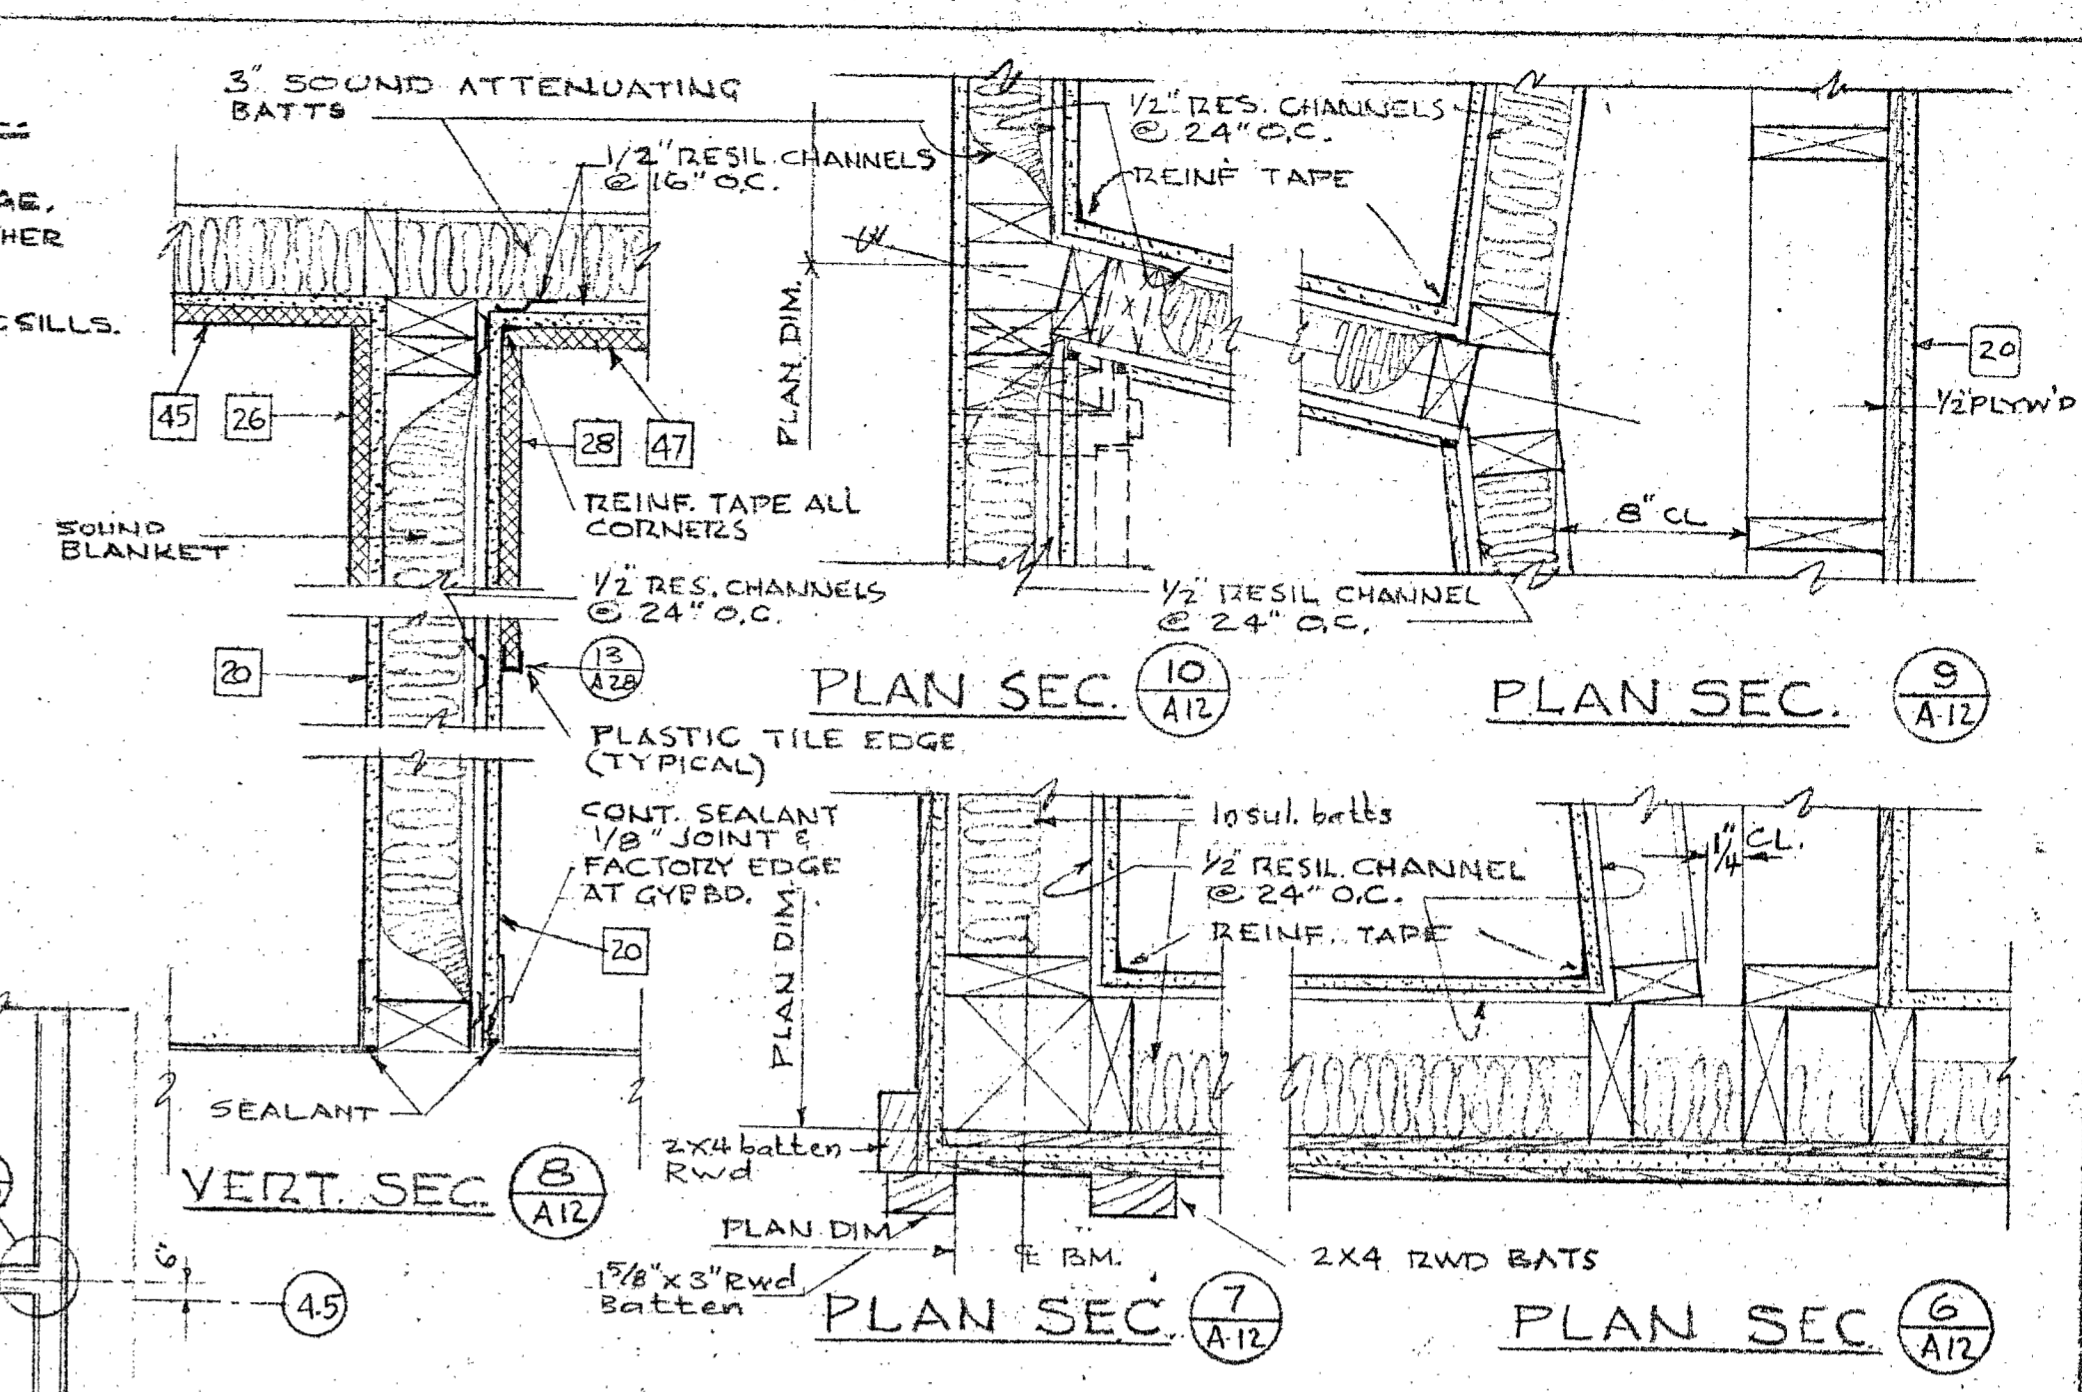 3" SOUND ATTENUATING
BATTS
1/2" RESIL. CHANNELS
@ 16" O.C.
1/2" RES. CHANNELS
@ 24" O.C.
REINF TAPE
HER
SILLS.
PLAN DIM.
45
26
28
47
20
1/2" PLYW'D
REINF. TAPE ALL
CORNERS
SOUND
BLANKET
8" CL
1/2" RES. CHANNELS
@ 24" O.C.
1/2" RESIL CHANNEL
@ 24" O.C.
20
13
A28
PLAN SEC.
10
A12
PLAN SEC.
9
A-12
PLASTIC TILE EDGE
(TYPICAL)
CONT. SEALANT
1/8" JOINT &
FACTORY EDGE
AT GYPBD.
Insul. batts
1/4" CL.
1/2" RESIL. CHANNEL
@ 24" O.C.
REINF. TAPE
20
PLAN DIM.
SEALANT
2X4 batten
Rwd
VERT. SEC.
8
A12
PLAN DIM
℄ BM.
2X4 RWD BATS
1 5/8" x 3" Rwd
Batten
6"
4.5
PLAN SEC.
7
A-12
PLAN SEC
6
A12